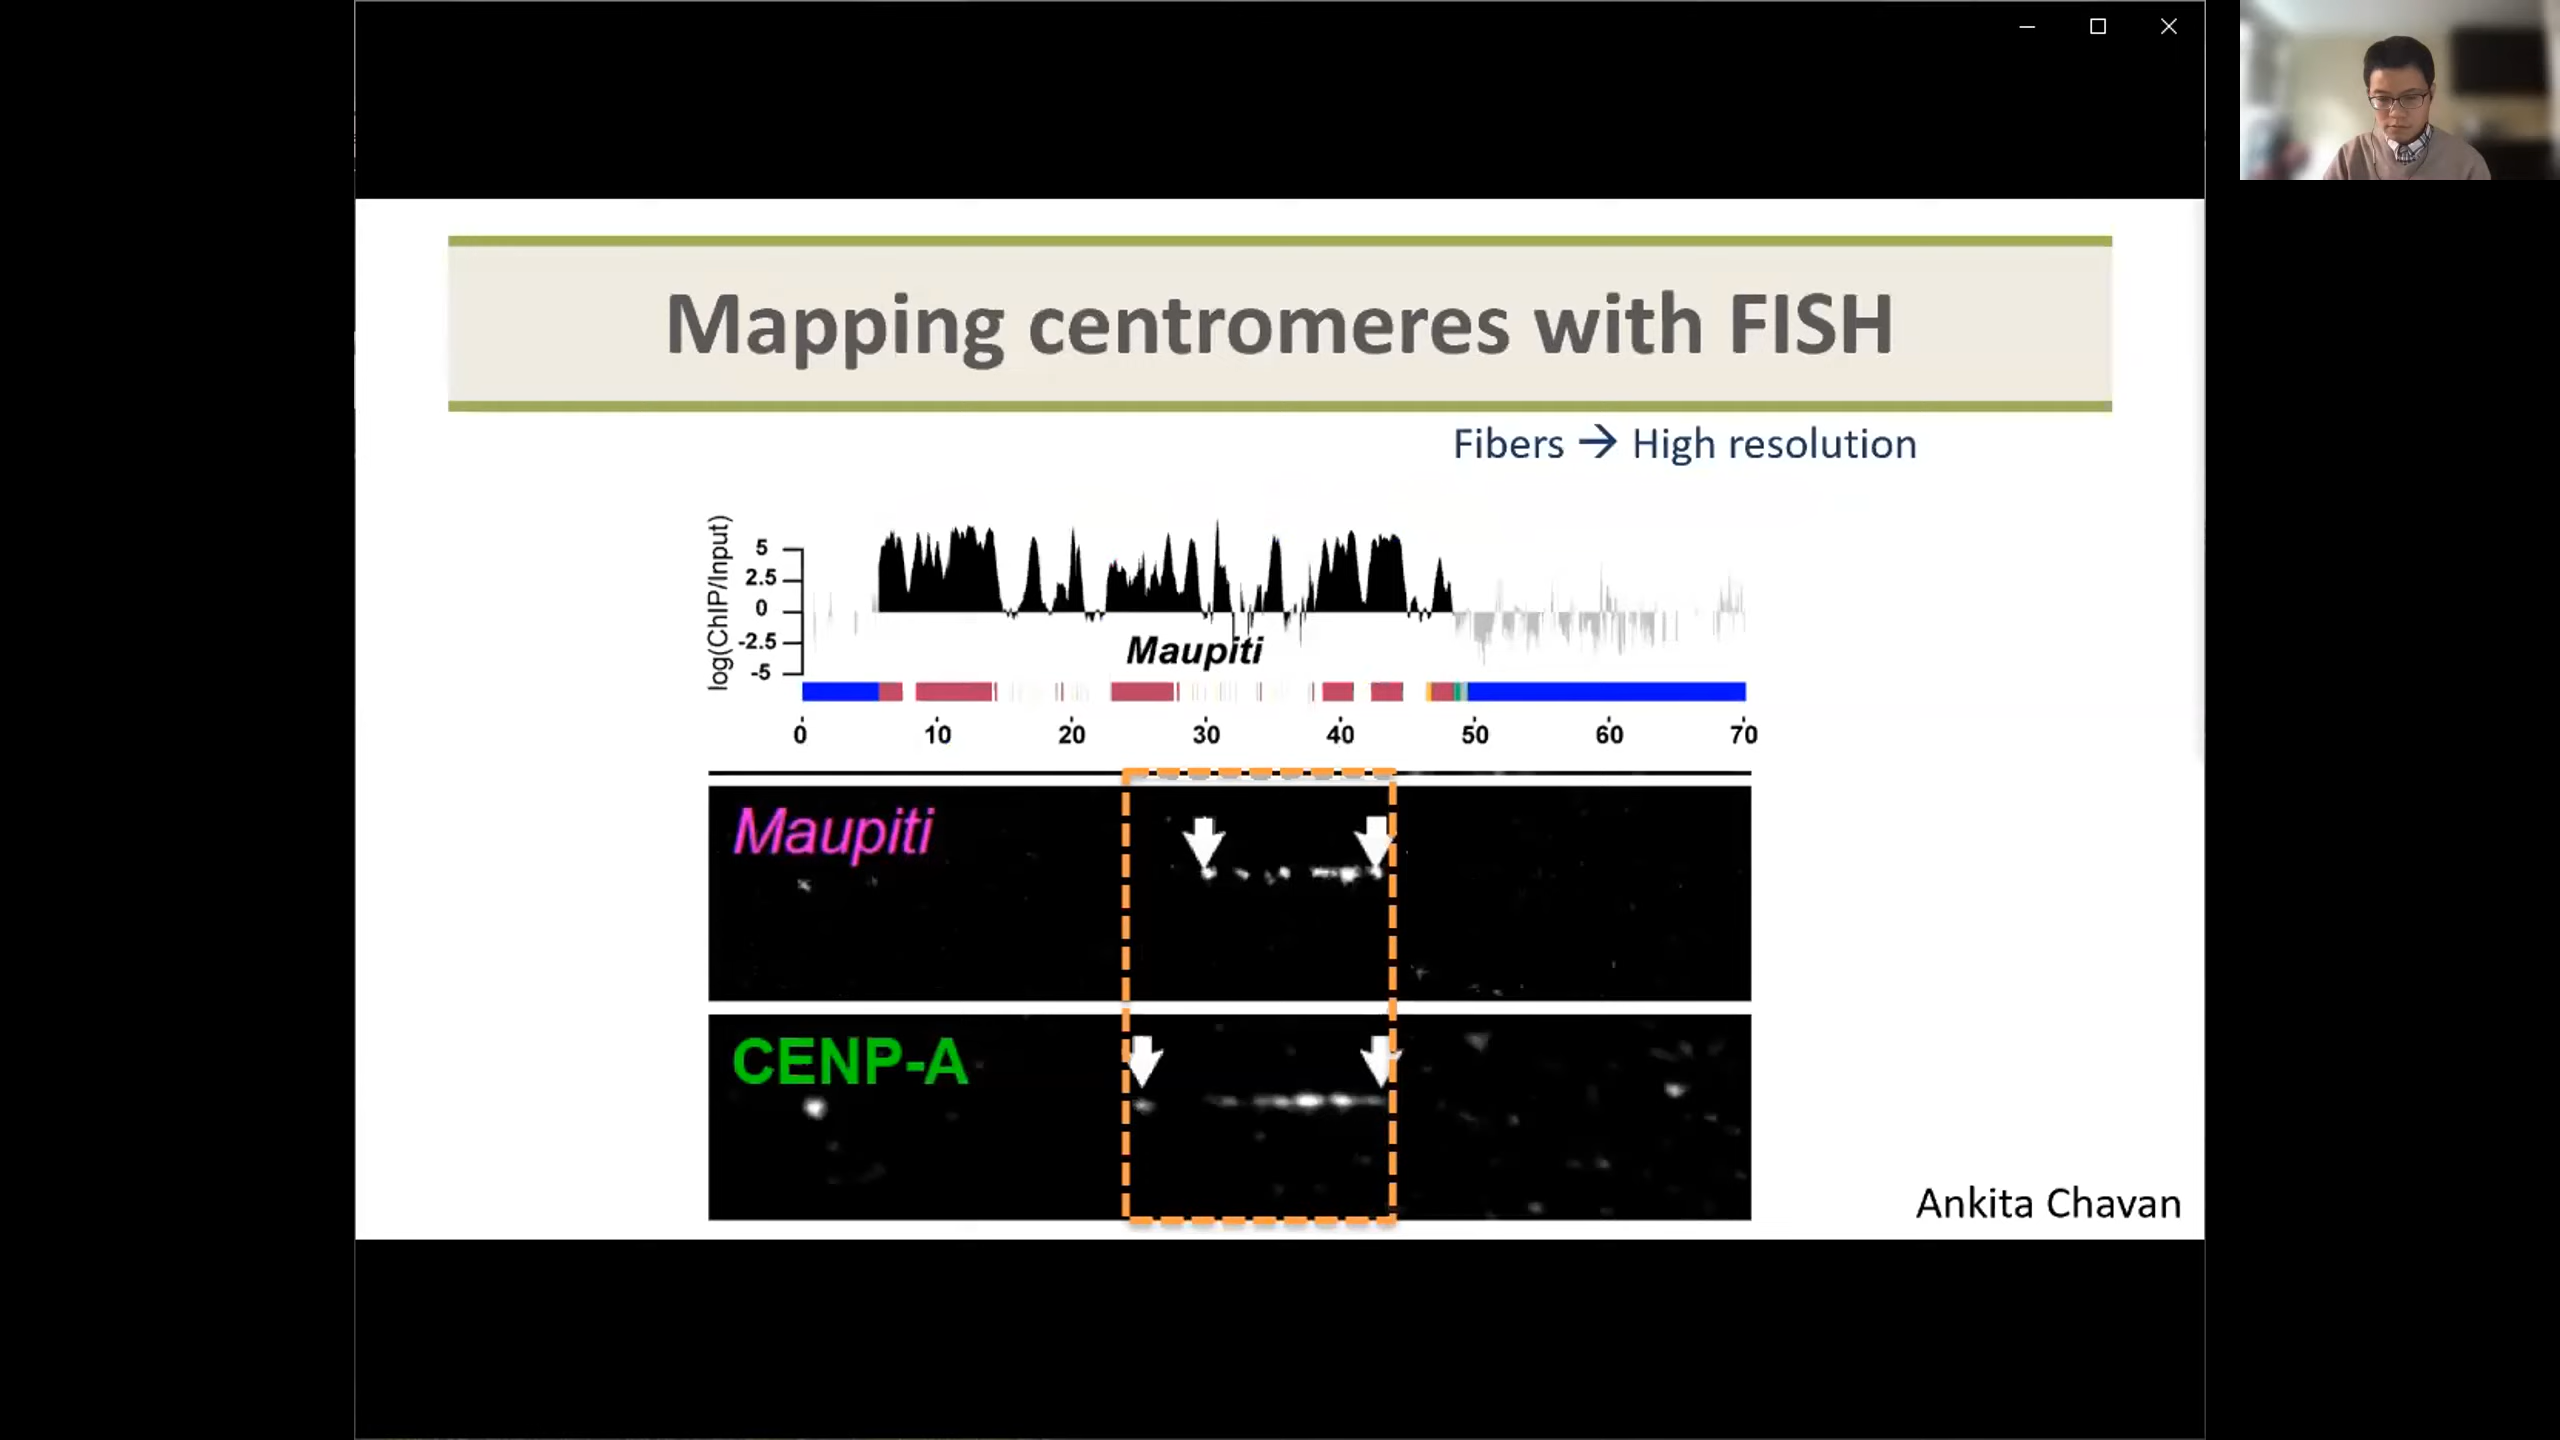 Mapping centromeres with FISH
Fibers → High resolution
log(ChIP/Input)
5
2.5
0
-2.5
-5
Maupiti
0 10 20 30 40 50 60 70
Maupiti
CENP-A
Ankita Chavan